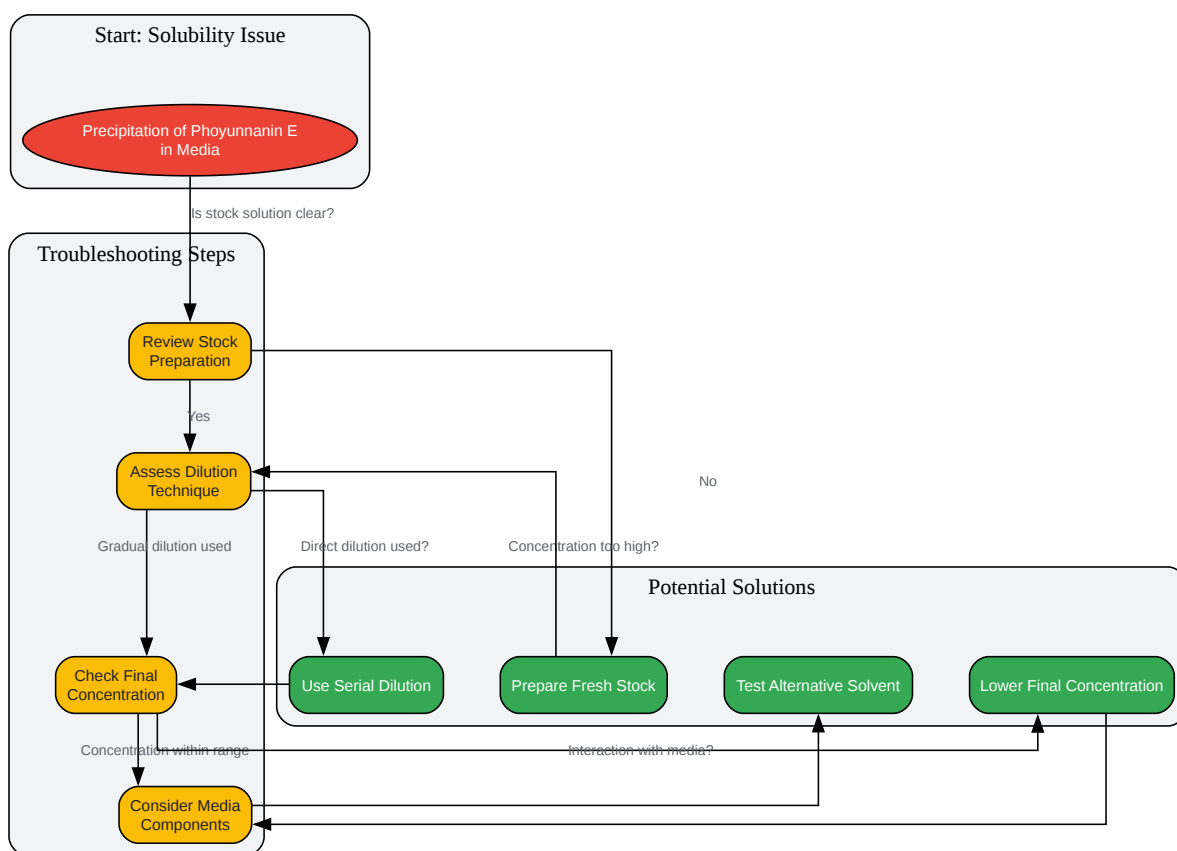 Start: Solubility Issue
Precipitation of Phoyunnanin E
in Media
Is stock solution clear?
Troubleshooting Steps
Review Stock
Preparation
Yes
Assess Dilution
Technique
No
Gradual dilution used
Direct dilution used?
Concentration too high?
Potential Solutions
Check Final
Concentration
Use Serial Dilution
Prepare Fresh Stock
Test Alternative Solvent
Lower Final Concentration
Concentration within range
Interaction with media?
Consider Media
Components